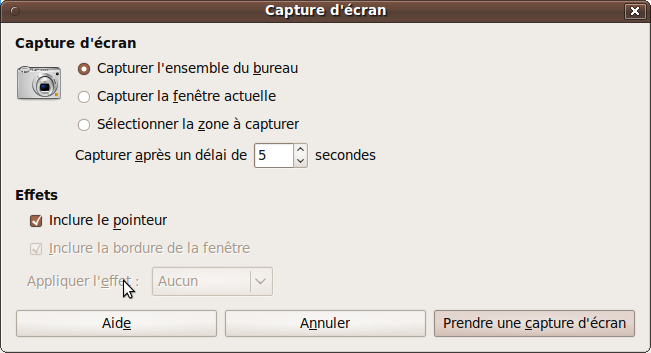 Capture d'écran
Capture d'écran
Capturer l'ensemble du bureau
Capturer la fenêtre actuelle
Sélectionner la zone à capturer
Capturer après un délai de 5 secondes
Effets
Inclure le pointeur
Inclure la bordure de la fenêtre
Appliquer l'effet : Aucun
Aide Annuler Prendre une capture d'écran